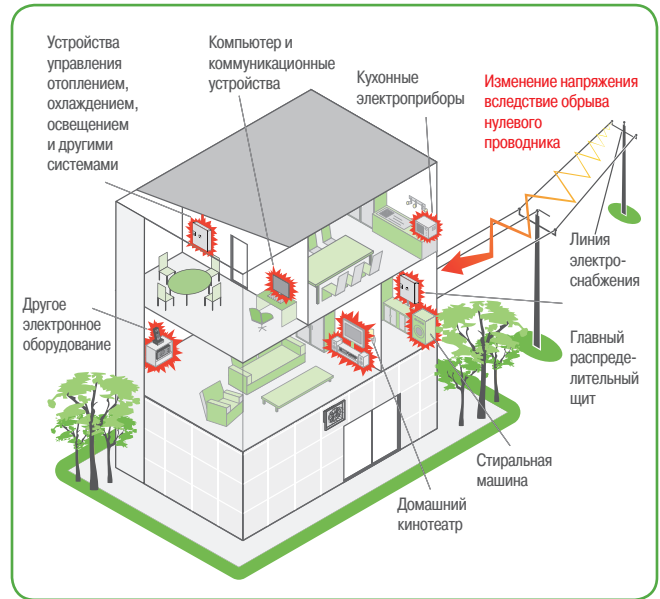 Устройства
управления
отоплением,
охлаждением,
освещением
и другими
системами
Компьютер и
коммуникационные
устройства
Кухонные
электроприборы
Изменение напряжения
вследствие обрыва
нулевого
проводника
Линия
электро-
снабжения
Другое
электронное
оборудование
Главный
распреде-
лительный
щит
Стиральная
машина
Домашний
кинотеатр